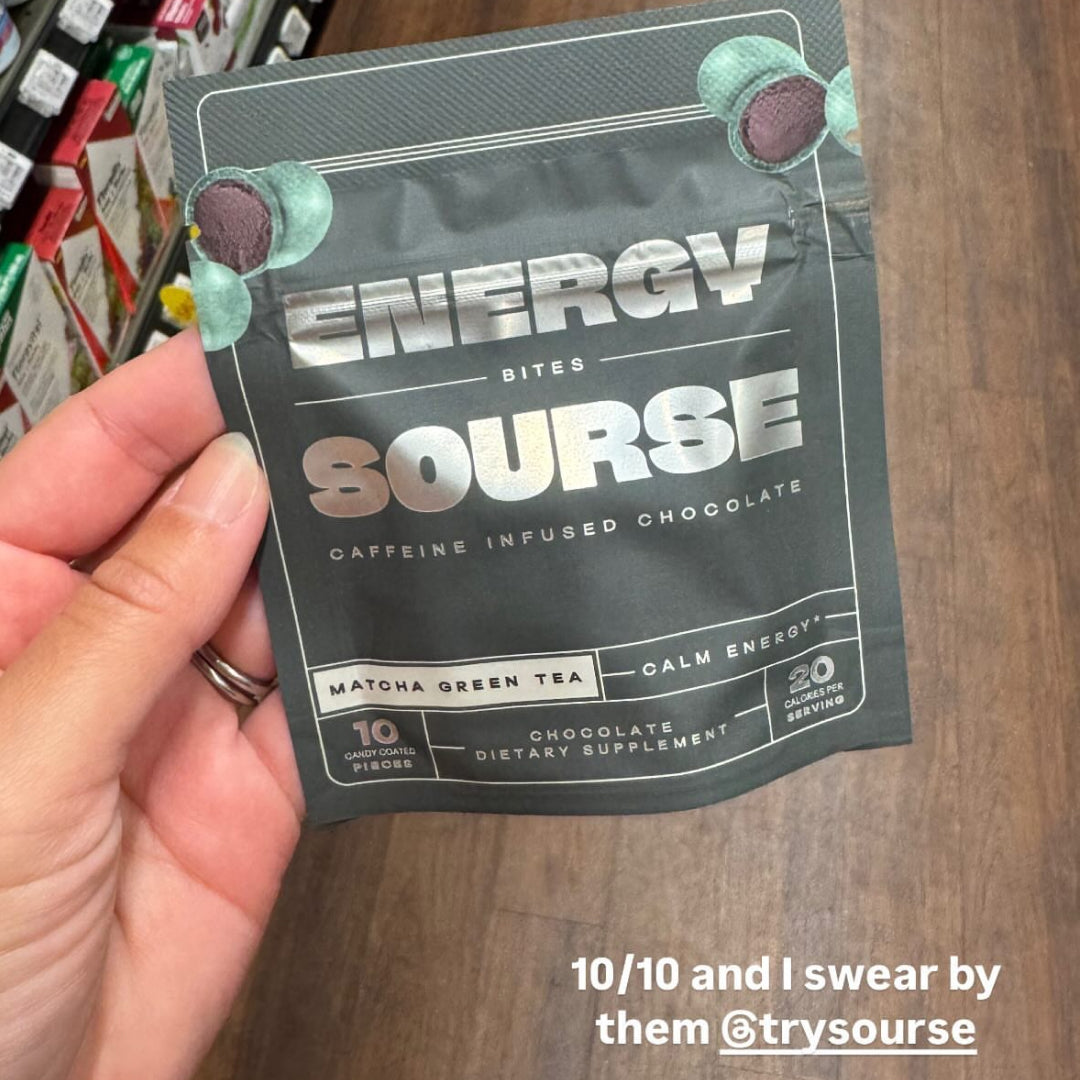 ENERGY
BITES
SOURSE
CAFFEINE INFUSED CHOCOLATE
MATCHA GREEN TEA
CALM ENERGY*
10
CANDY COATED
PIECES
CHOCOLATE
DIETARY SUPPLEMENT
20
CALORIES PER
SERVING
10/10 and I swear by
them @trysourse